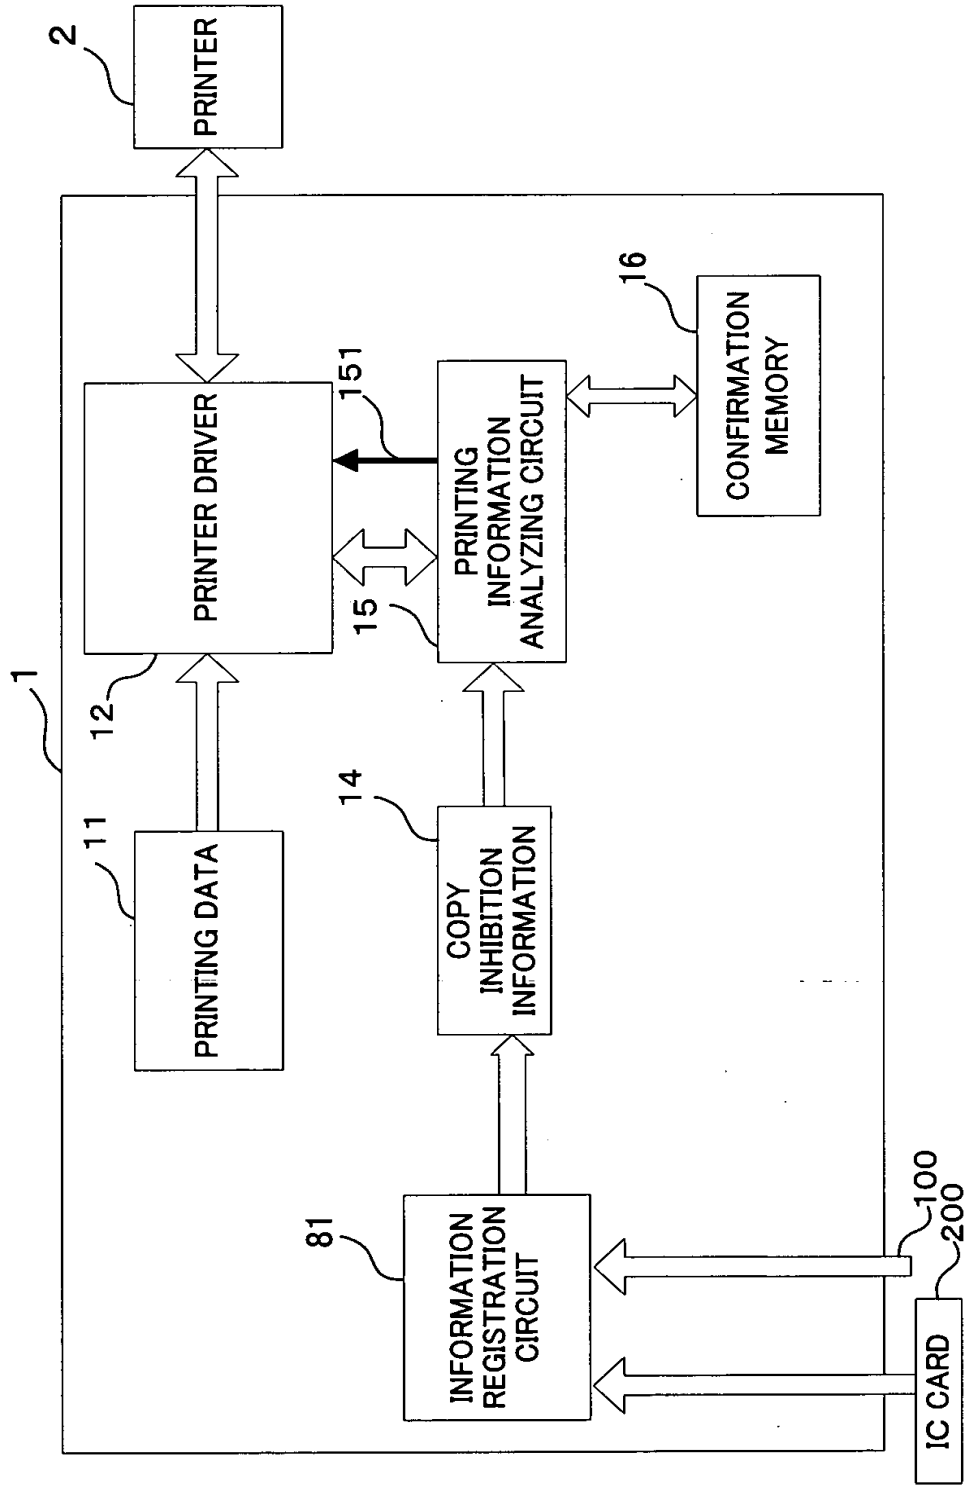 1
PRINTING DATA
11
PRINTER DRIVER
12
PRINTER
2
INFORMATION
REGISTRATION
CIRCUIT
81
COPY
INHIBITION
INFORMATION
14
PRINTING
INFORMATION
ANALYZING CIRCUIT
15
151
CONFIRMATION
MEMORY
16
IC CARD
200
100